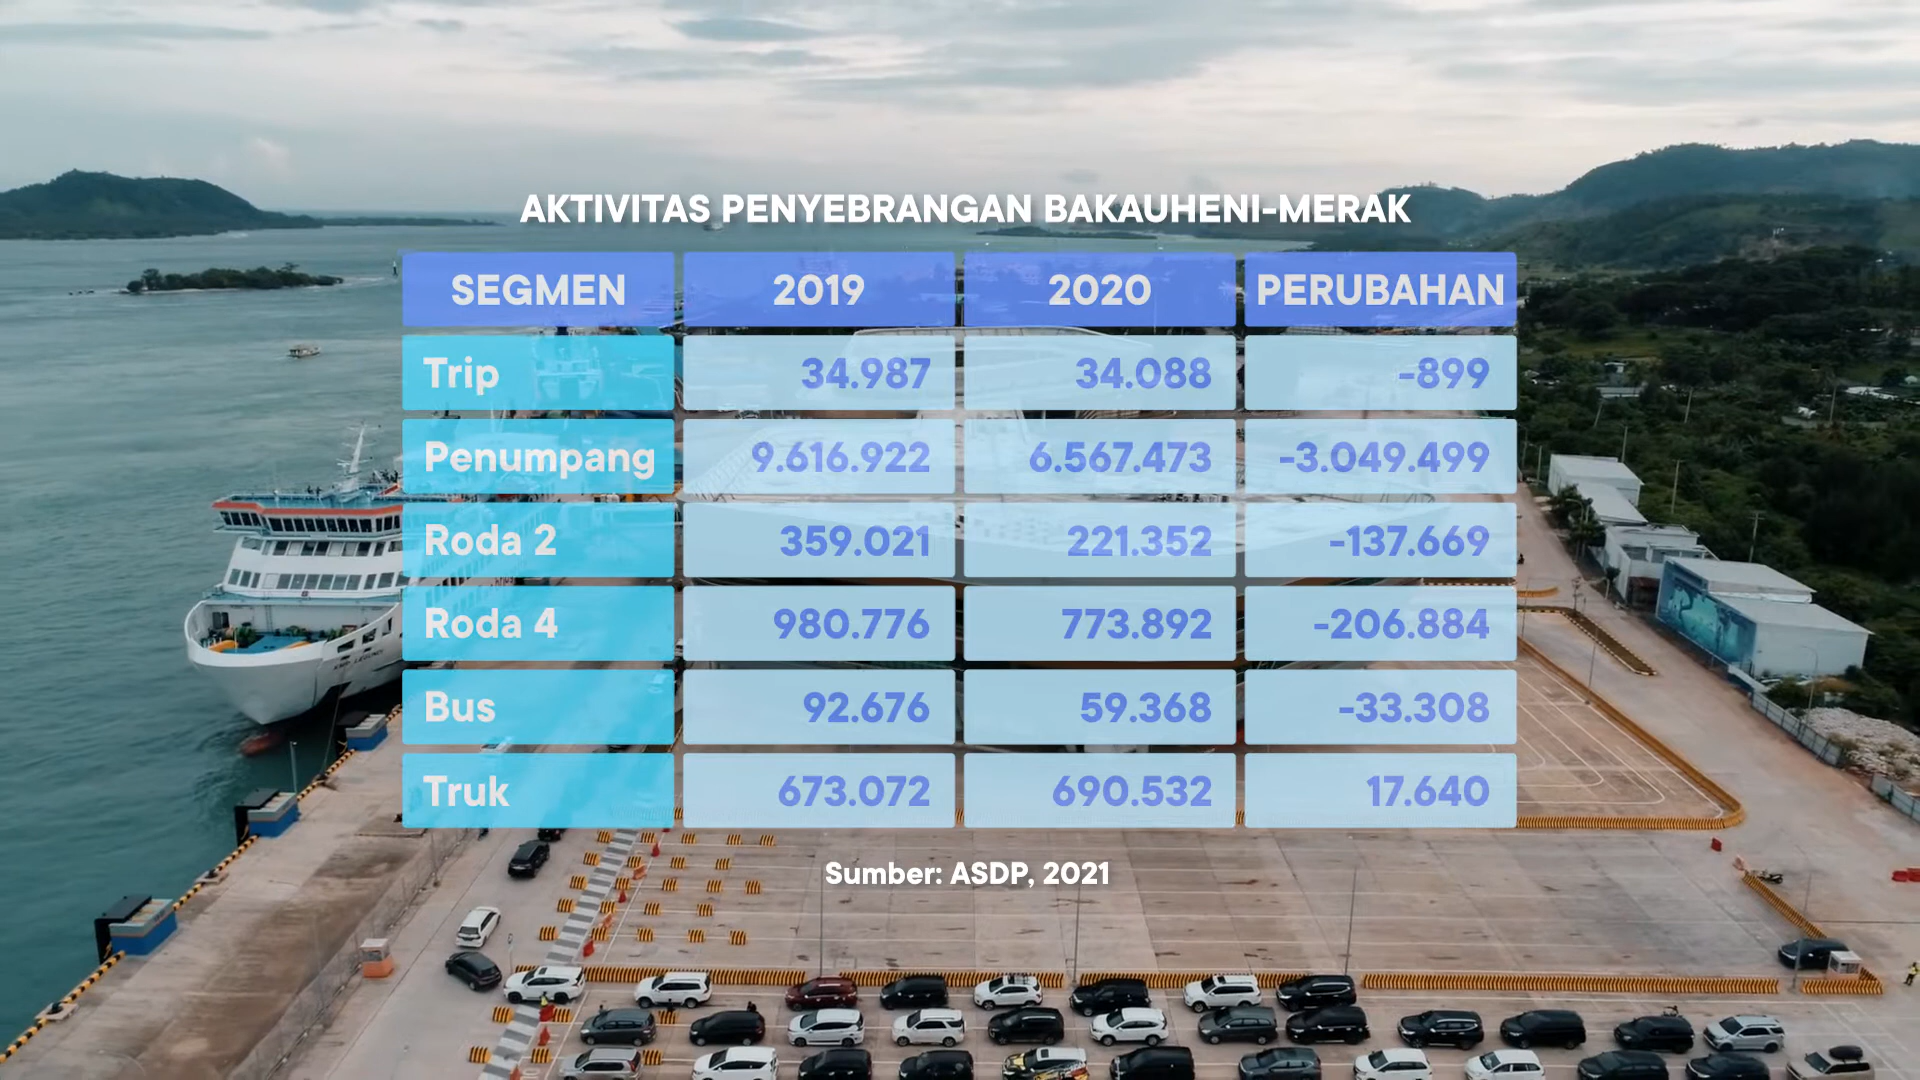 AKTIVITAS PENYEBRANGAN BAKAUHENI-MERAK
SEGMEN 2019 2020 PERUBAHAN
Trip 34.987 34.088 -899
Penumpang 9.616.922 6.567.473 -3.049.499
Roda 2 359.021 221.352 -137.669
Roda 4 980.776 773.892 -206.884
Bus 92.676 59.368 -33.308
Truk 673.072 690.532 17.640
Sumber: ASDP, 2021